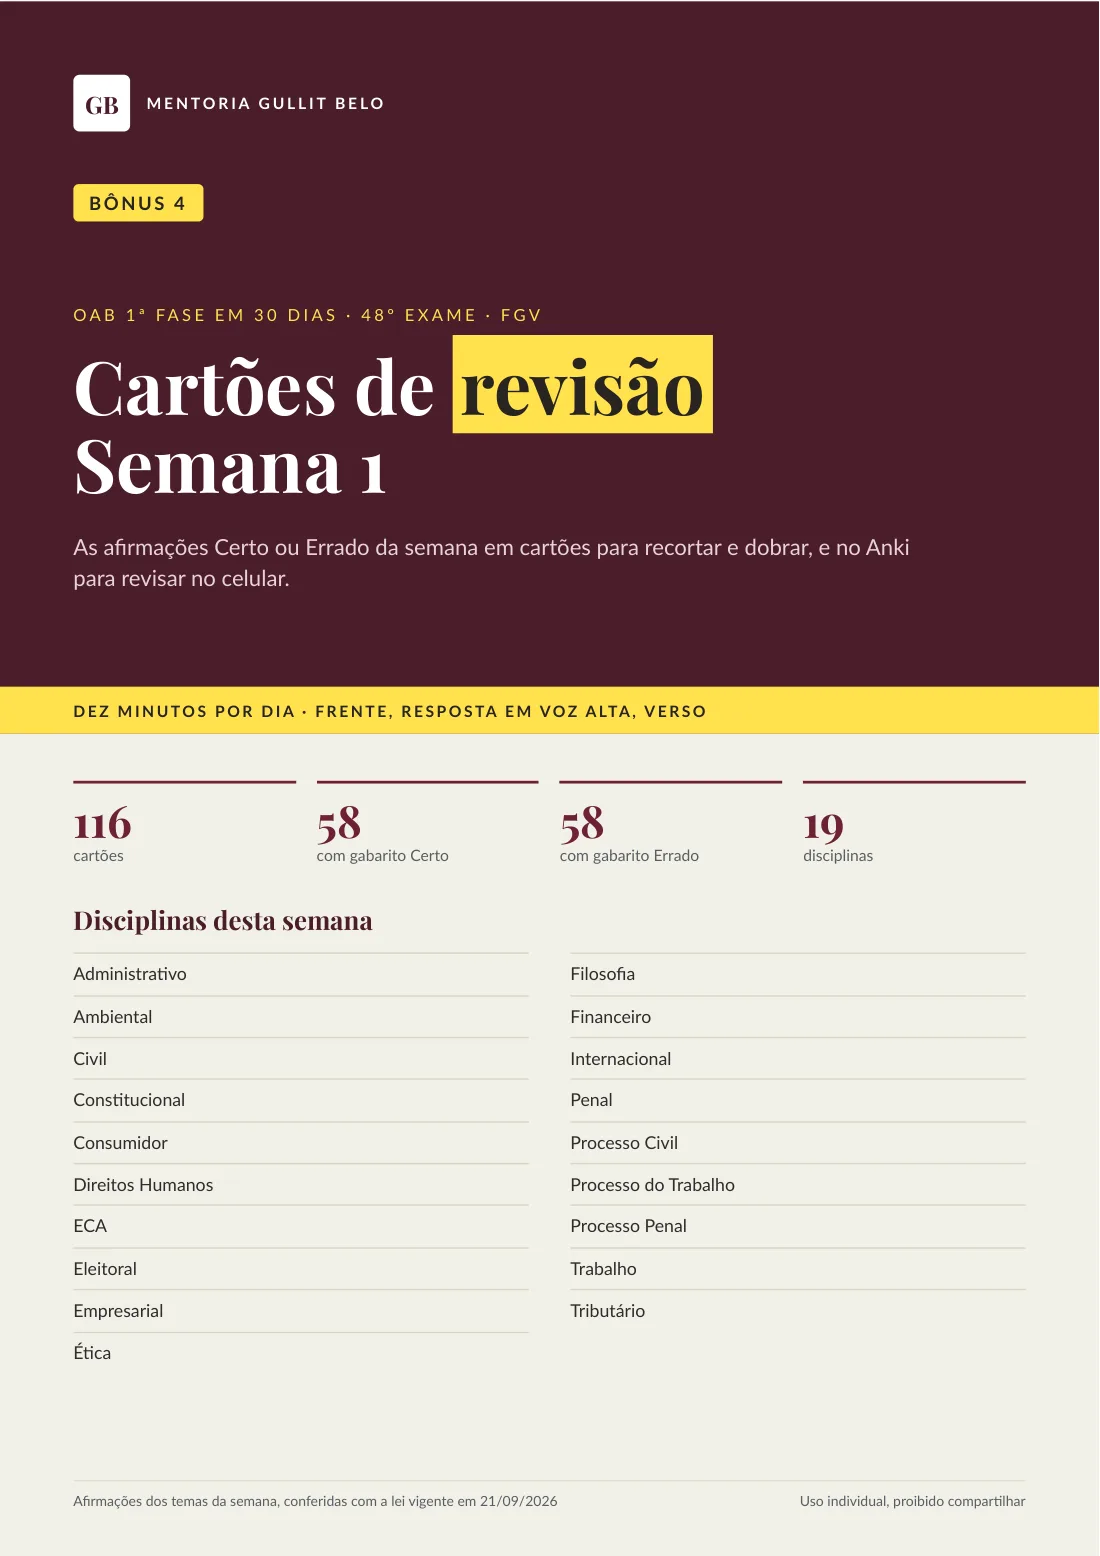 GB
MENTORIA GULLIT BELO
BÔNUS 4
OAB 1ª FASE EM 30 DIAS · 48º EXAME · FGV
Cartões de revisão
Semana 1
As afirmações Certo ou Errado da semana em cartões para recortar e dobrar, e no Anki
para revisar no celular.
DEZ MINUTOS POR DIA · FRENTE, RESPOSTA EM VOZ ALTA, VERSO
116
cartões
58
com gabarito Certo
58
com gabarito Errado
19
disciplinas
Disciplinas desta semana
Administrativo
Ambiental
Civil
Constitucional
Consumidor
Direitos Humanos
ECA
Eleitoral
Empresarial
Ética
Filosofia
Financeiro
Internacional
Penal
Processo Civil
Processo do Trabalho
Processo Penal
Trabalho
Tributário
Afirmações dos temas da semana, conferidas com a lei vigente em 21/09/2026
Uso individual, proibido compartilhar